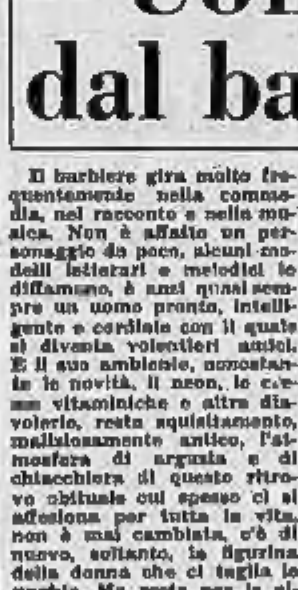 dal ba
Il barbiere gira molto fre-
quentemente nella comme-
dia, nel racconto e nella mu-
sica. Non è affatto un per-
sonaggio da poco, alcuni mo-
delli letterari e melodici lo
diffamano, è anzi quasi sem-
pre un uomo pronto, intelli-
gente e cordiale con il quale
si diventa volentieri amici.
E il suo ambiente, nonostan-
te le novità, il neon, le
vitaminiche e altre dia-
volerie, resta squisitamente,
maliziosamente antico, l'at-
mosfera di arguzia e di
chiacchiera di questo ritro-
vo abituale cui spesso ci si
affeziona per tutta la vita,
non è mai cambiata, c'è di
nuovo, soltanto, la figurina
della donna che ci taglia le